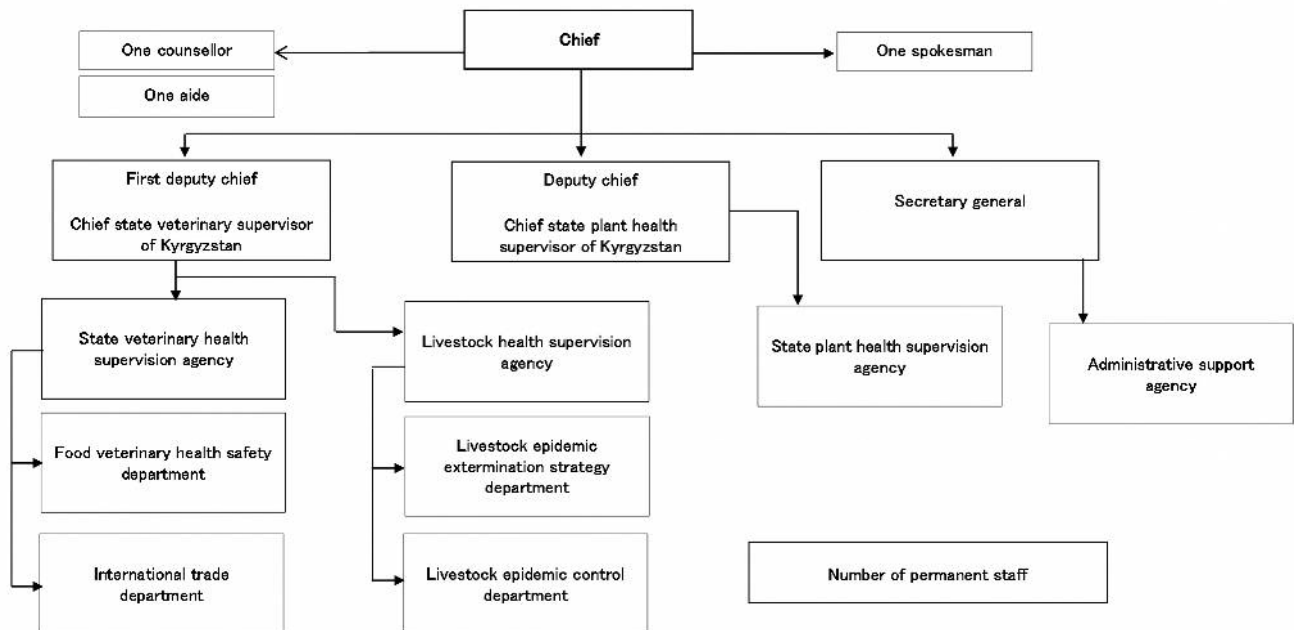 Chief
One counsellor
One spokesman
One aide
First deputy chief
Chief state veterinary supervisor
of Kyrgyzstan
Deputy chief
Chief state plant health
supervisor of Kyrgyzstan
Secretary general
State veterinary health
supervision agency
Livestock health supervision
agency
State plant health supervision
agency
Administrative support
agency
Food veterinary health safety
department
Livestock epidemic
extermination strategy
department
International trade
department
Livestock epidemic control
department
Number of permanent staff